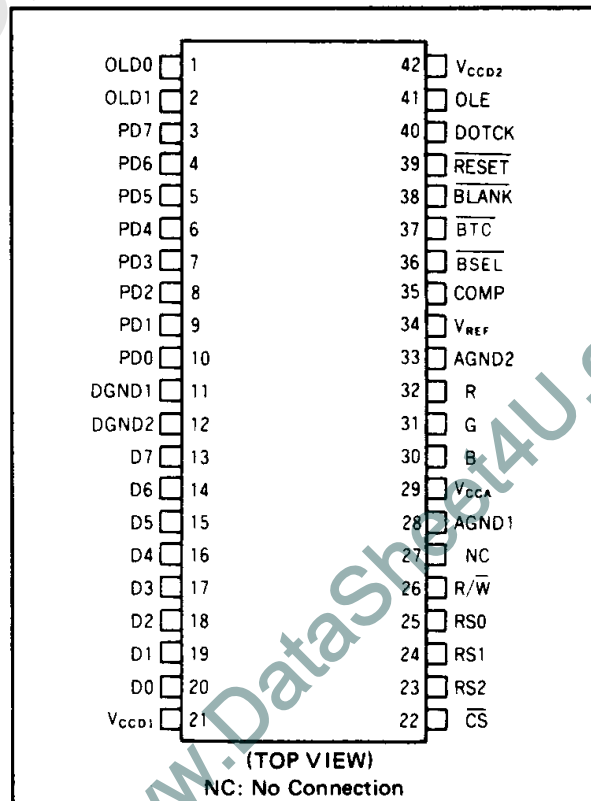 OLD0 1 42 VCCD2
OLD1 2 41 OLE
PD7 3 40 DOTCK
PD6 4 39 RESET
PD5 5 38 BLANK
PD4 6 37 BTC
PD3 7 36 BSEL
PD2 8 35 COMP
PD1 9 34 VREF
PD0 10 33 AGND2
DGND1 11 32 R
DGND2 12 31 G
D7 13 30 B
D6 14 29 VCCA
D5 15 28 AGND1
D4 16 27 NC
D3 17 26 R/W
D2 18 25 RS0
D1 19 24 RS1
D0 20 23 RS2
VCCD1 21 22 CS
(TOP VIEW)
NC: No Connection
www.DataSheet4U.c